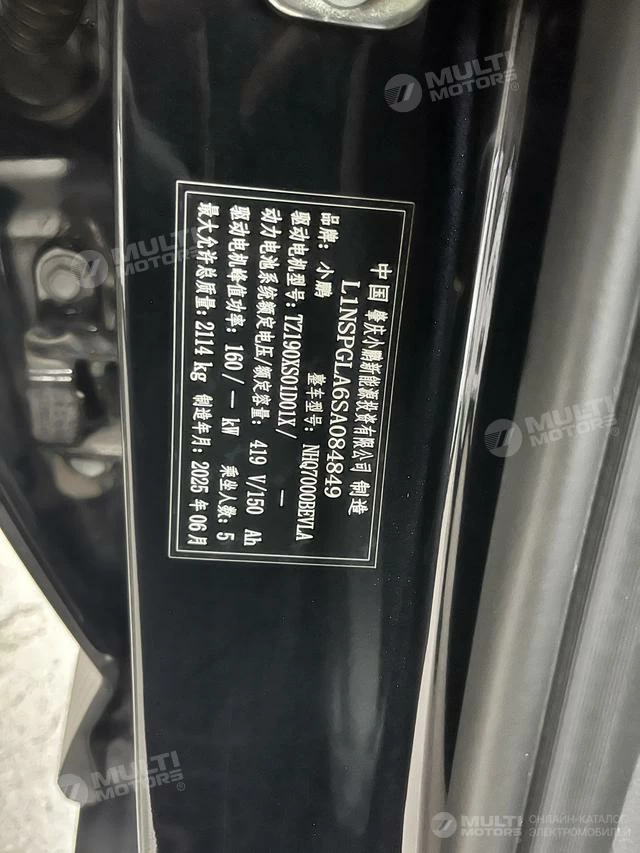 中国 肇庆小鹏新能源投资有限公司 制造
L1NSPGLA6SA084849
品牌: 小鹏 整车型号: NHQ7000BEVLA
驱动电机型号: TZ190XS01D01X/ —
动力电池系统额定电压/额定容量: 419 V/150 Ah
驱动电机峰值功率: 160/ — kW 乘坐人数: 5
最大允许总质量: 2114 kg 制造年月: 2025 年 06 月
MULTI
MOTORS®
MULTI
MOTORS®
MULTI
MOTORS®
MULTI
MOTORS®
MULTI
MOTORS
ОНЛАЙН-КАТАЛОГ
ЭЛЕКТРОМОБИЛЕЙ